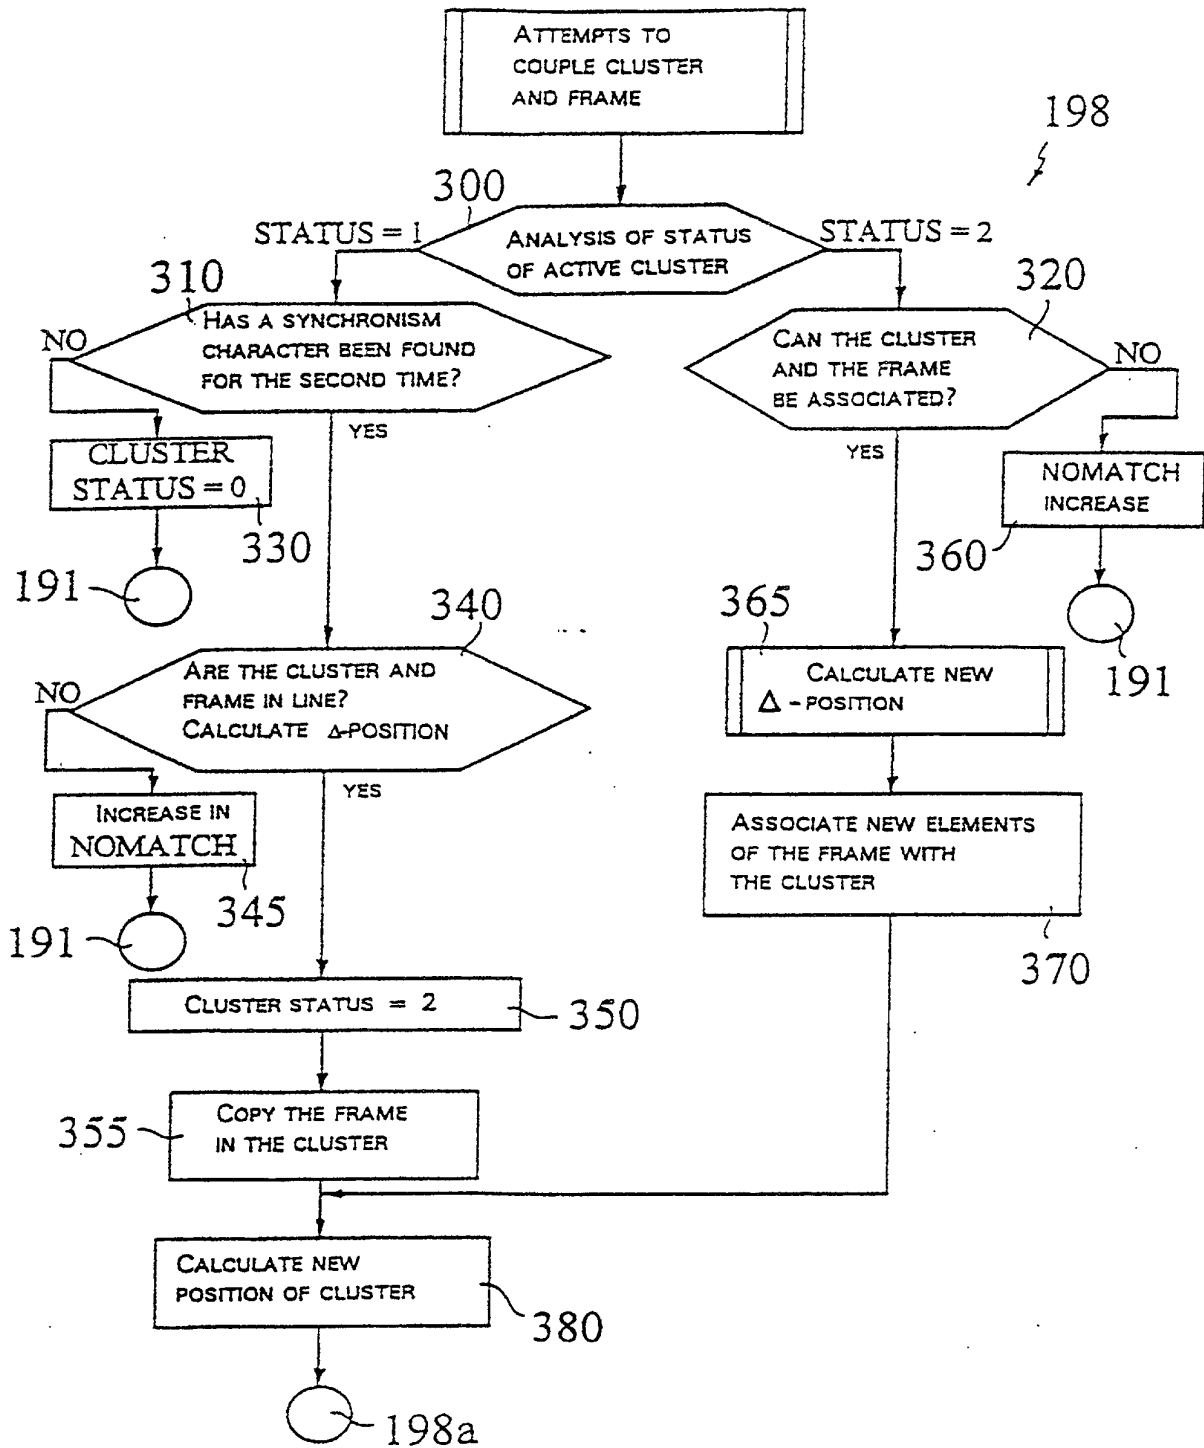 ATTEMPTS TO
COUPLE CLUSTER
AND FRAME
198
300
STATUS = 1
ANALYSIS OF STATUS
OF ACTIVE CLUSTER
STATUS = 2
310
HAS A SYNCHRONISM
CHARACTER BEEN FOUND
FOR THE SECOND TIME?
NO
YES
320
CAN THE CLUSTER
AND THE FRAME
BE ASSOCIATED?
NO
YES
CLUSTER
STATUS = 0
330
191
NOMATCH
INCREASE
360
191
340
ARE THE CLUSTER AND
FRAME IN LINE?
CALCULATE Δ-POSITION
NO
YES
365
CALCULATE NEW
Δ - POSITION
INCREASE IN
NOMATCH
345
191
ASSOCIATE NEW ELEMENTS
OF THE FRAME WITH
THE CLUSTER
370
CLUSTER STATUS = 2
350
COPY THE FRAME
IN THE CLUSTER
355
CALCULATE NEW
POSITION OF CLUSTER
380
198a